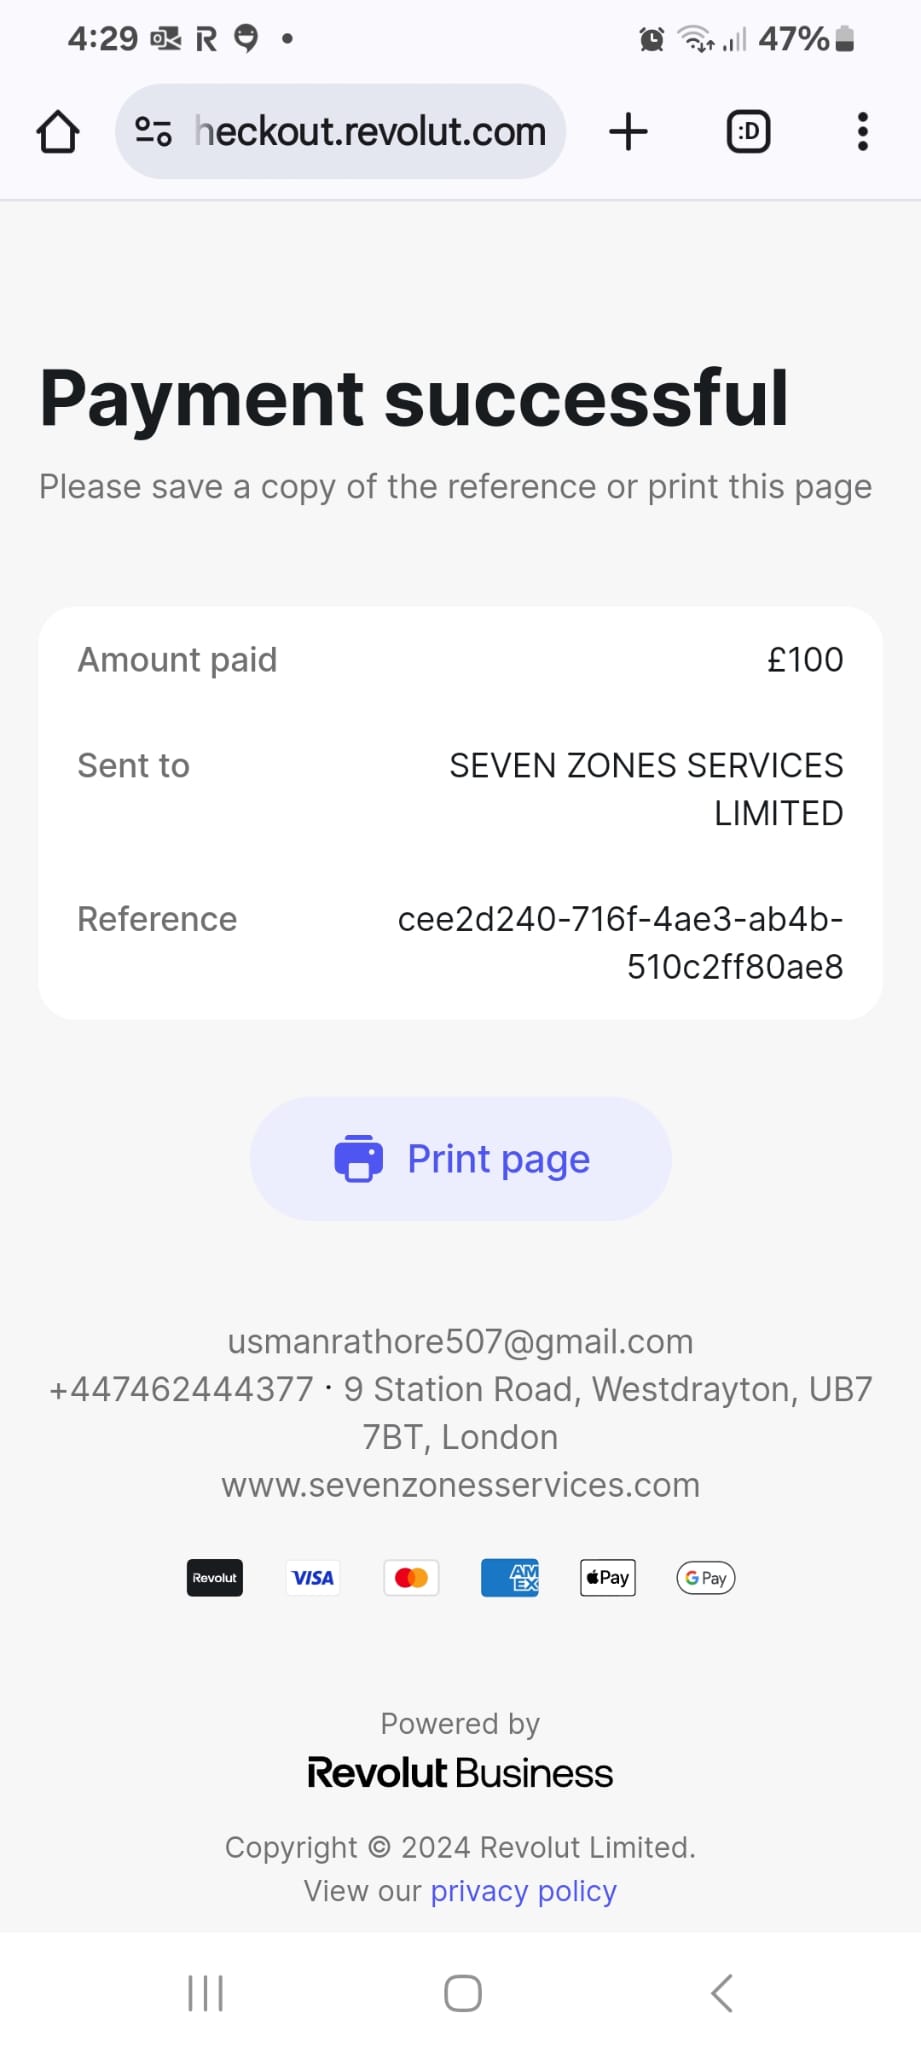 4:29
47%
heckout.revolut.com
:D
Payment successful
Please save a copy of the reference or print this page
Amount paid
£100
Sent to
SEVEN ZONES SERVICES
LIMITED
Reference
cee2d240-716f-4ae3-ab4b-
510c2ff80ae8
Print page
usmanrathore507@gmail.com
+447462444377 · 9 Station Road, Westdrayton, UB7
7BT, London
www.sevenzonesservices.com
Revolut VISA AM EX Pay G Pay
Powered by
Revolut Business
Copyright © 2024 Revolut Limited.
View our privacy policy